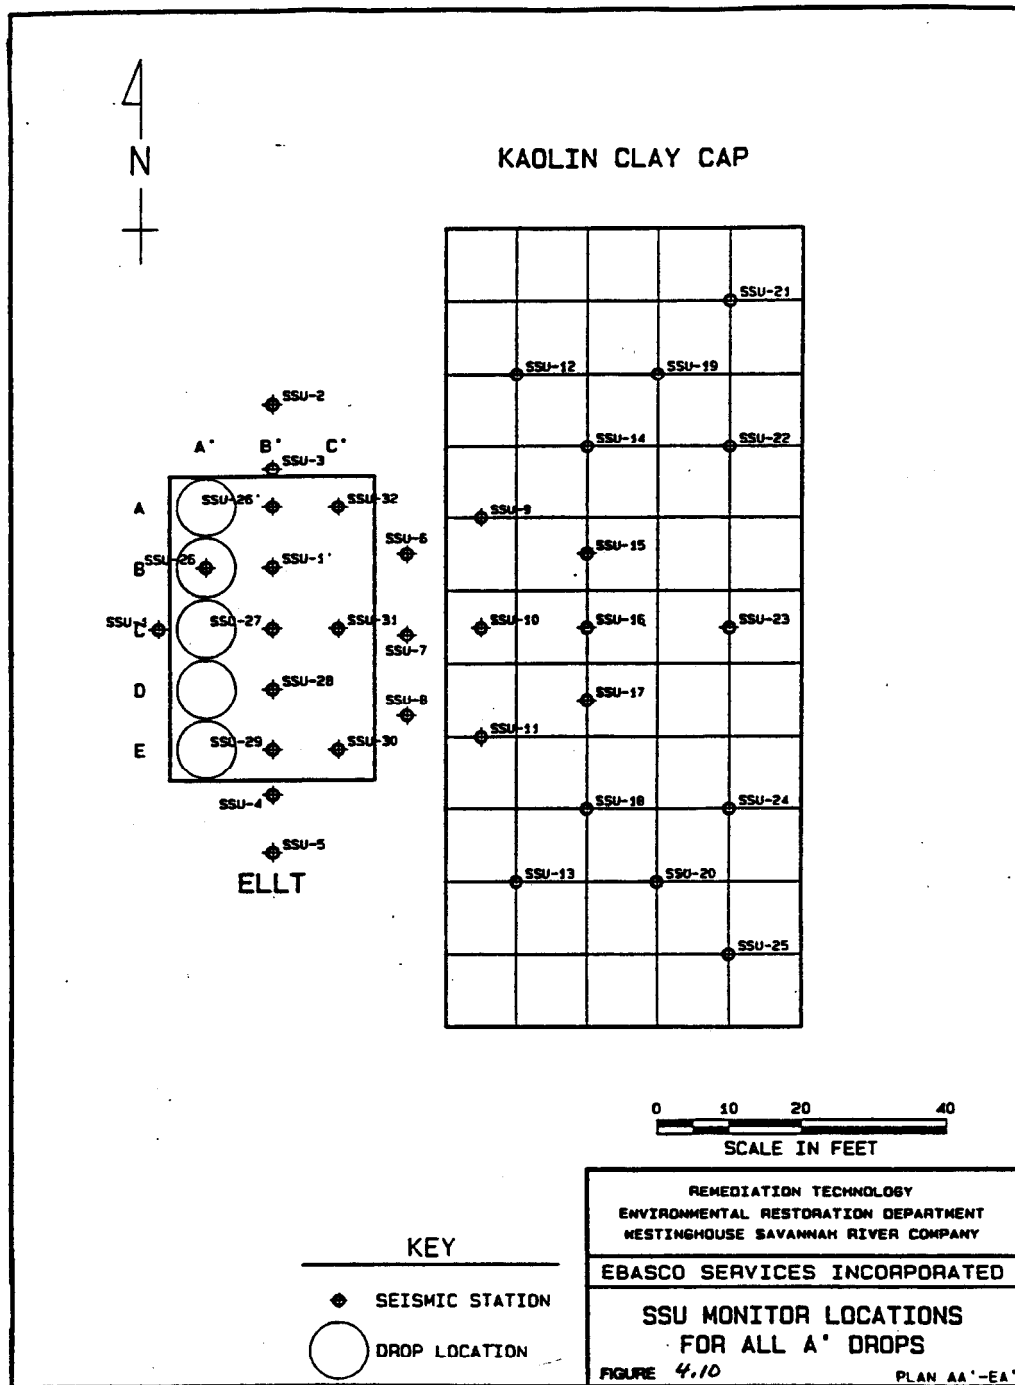 N
KAOLIN CLAY CAP
SSU-21
SSU-12
SSU-19
SSU-2
A' B' C'
SSU-3
SSU-14
SSU-22
A
SSU-26'
SSU-32
SSU-9
SSU-6
SSU-15
B
SSU-26
SSU-1'
C
SSU-27
SSU-31
SSU-7
SSU-10
SSU-16
SSU-23
D
SSU-28
SSU-8
SSU-17
E
SSU-29
SSU-30
SSU-11
SSU-4
SSU-18
SSU-24
SSU-5
ELLT
SSU-13
SSU-20
SSU-25
0 10 20 40
SCALE IN FEET
KEY
SEISMIC STATION
DROP LOCATION
REMEDIATION TECHNOLOGY
ENVIRONMENTAL RESTORATION DEPARTMENT
WESTINGHOUSE SAVANNAH RIVER COMPANY
EBASCO SERVICES INCORPORATED
SSU MONITOR LOCATIONS
FOR ALL A' DROPS
FIGURE 4.10
PLAN AA'-EA'